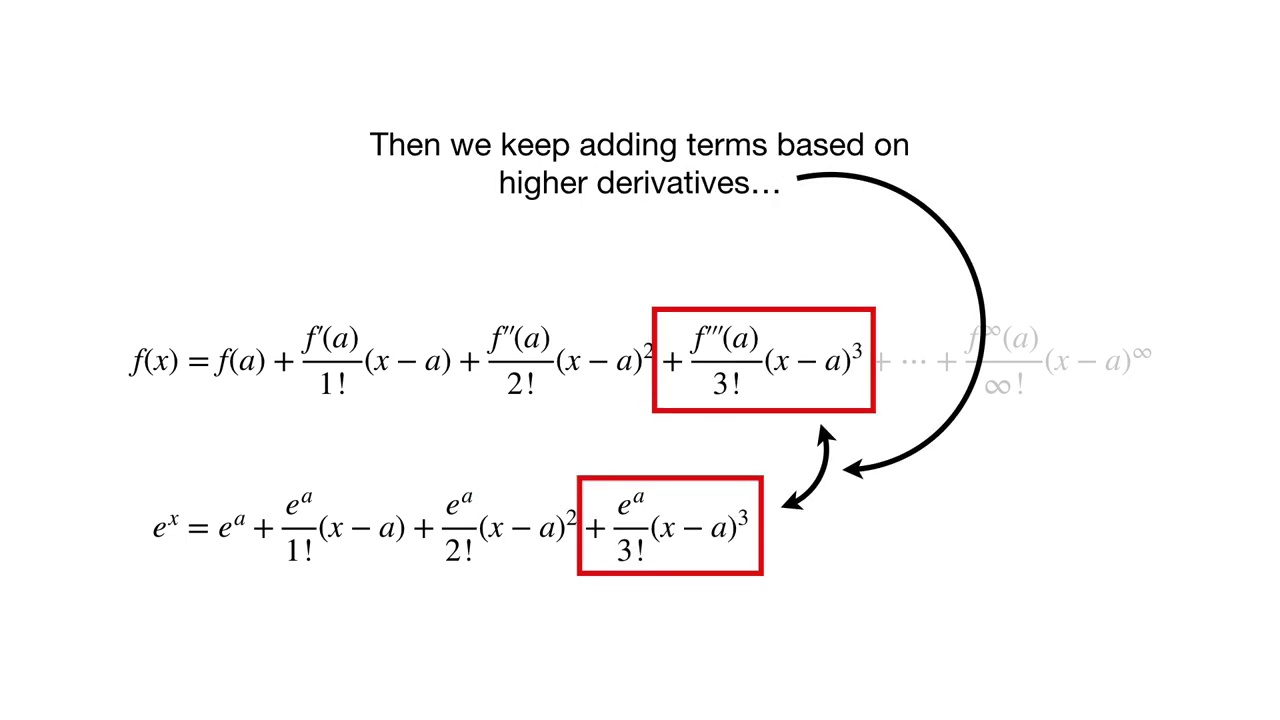 Then we keep adding terms based on
higher derivatives…
f(x) = f(a) + f′(a)/1! (x − a) + f′′(a)/2! (x − a)² + f′′′(a)/3! (x − a)³ + ⋯ + f^∞(a)/∞! (x − a)^∞
e^x = e^a + e^a/1! (x − a) + e^a/2! (x − a)² + e^a/3! (x − a)³